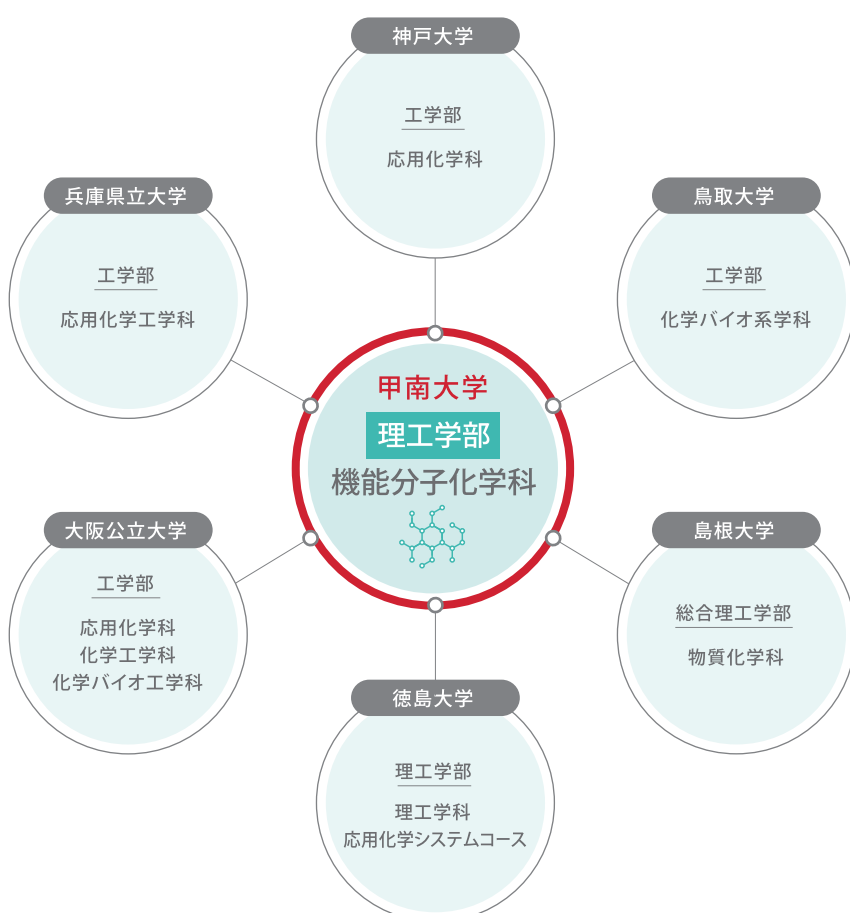 神戸大学
工学部
応用化学科
兵庫県立大学
工学部
応用化学工学科
鳥取大学
工学部
化学バイオ系学科
甲南大学
理工学部
機能分子化学科
大阪公立大学
工学部
応用化学科
化学工学科
化学バイオ工学科
島根大学
総合理工学部
物質化学科
徳島大学
理工学部
理工学科
応用化学システムコース